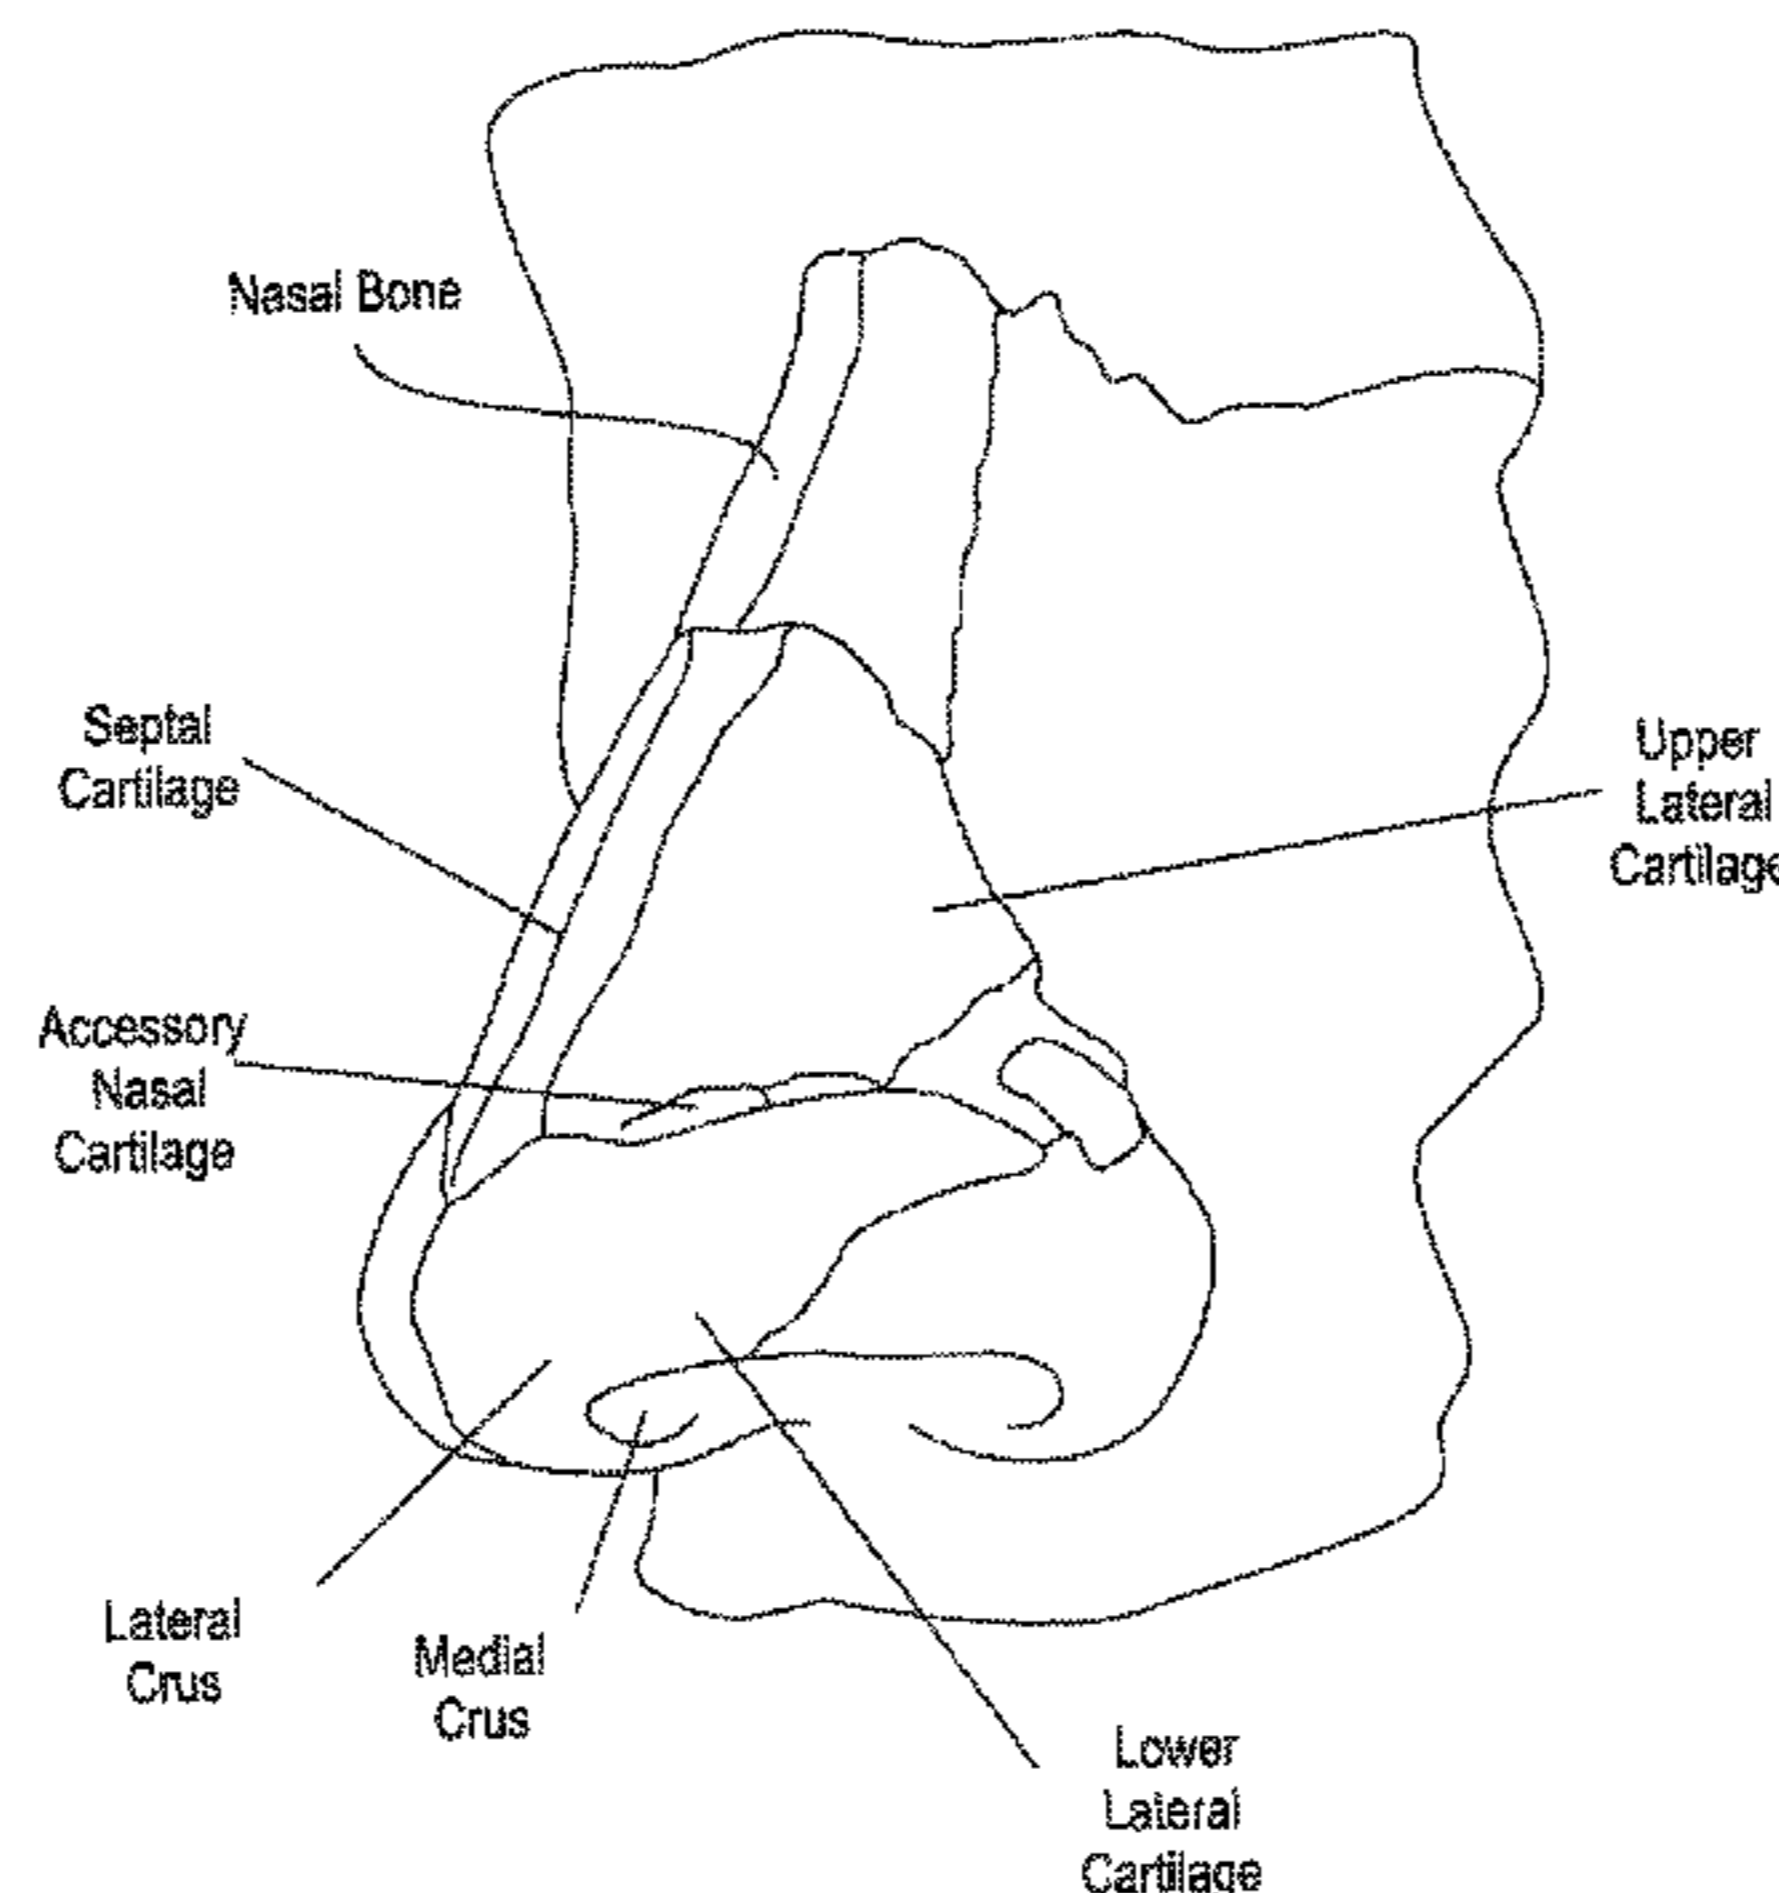 Nasal Bone
Septal
Cartilage
Upper
Lateral
Cartilage
Accessory
Nasal
Cartilage
Lateral
Crus
Medial
Crus
Lower
Lateral
Cartilage